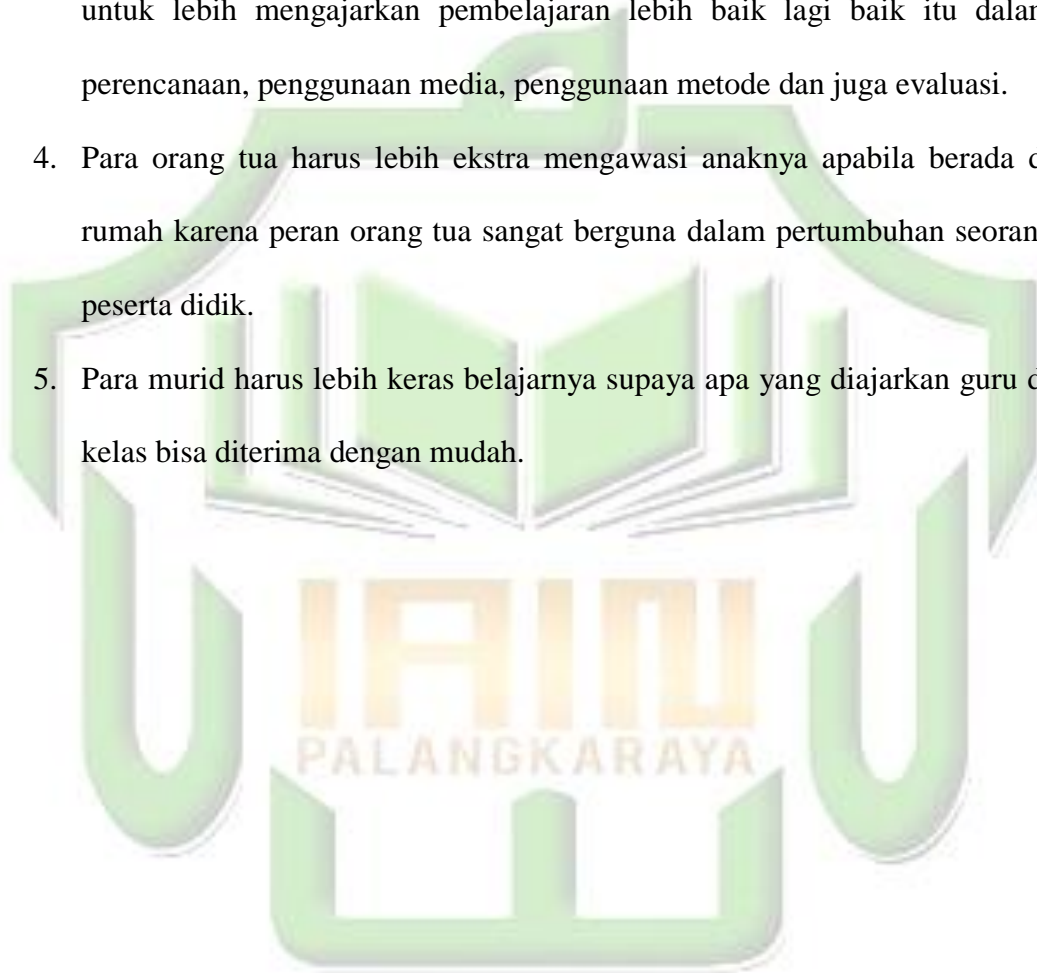 untuk lebih mengajarkan pembelajaran lebih baik lagi baik itu dalam
perencanaan, penggunaan media, penggunaan metode dan juga evaluasi.
4. Para orang tua harus lebih ekstra mengawasi anaknya apabila berada d
rumah karena peran orang tua sangat berguna dalam pertumbuhan seoran
peserta didik.
5. Para murid harus lebih keras belajarnya supaya apa yang diajarkan guru d
kelas bisa diterima dengan mudah.
IAIN
PALANGKARAYA